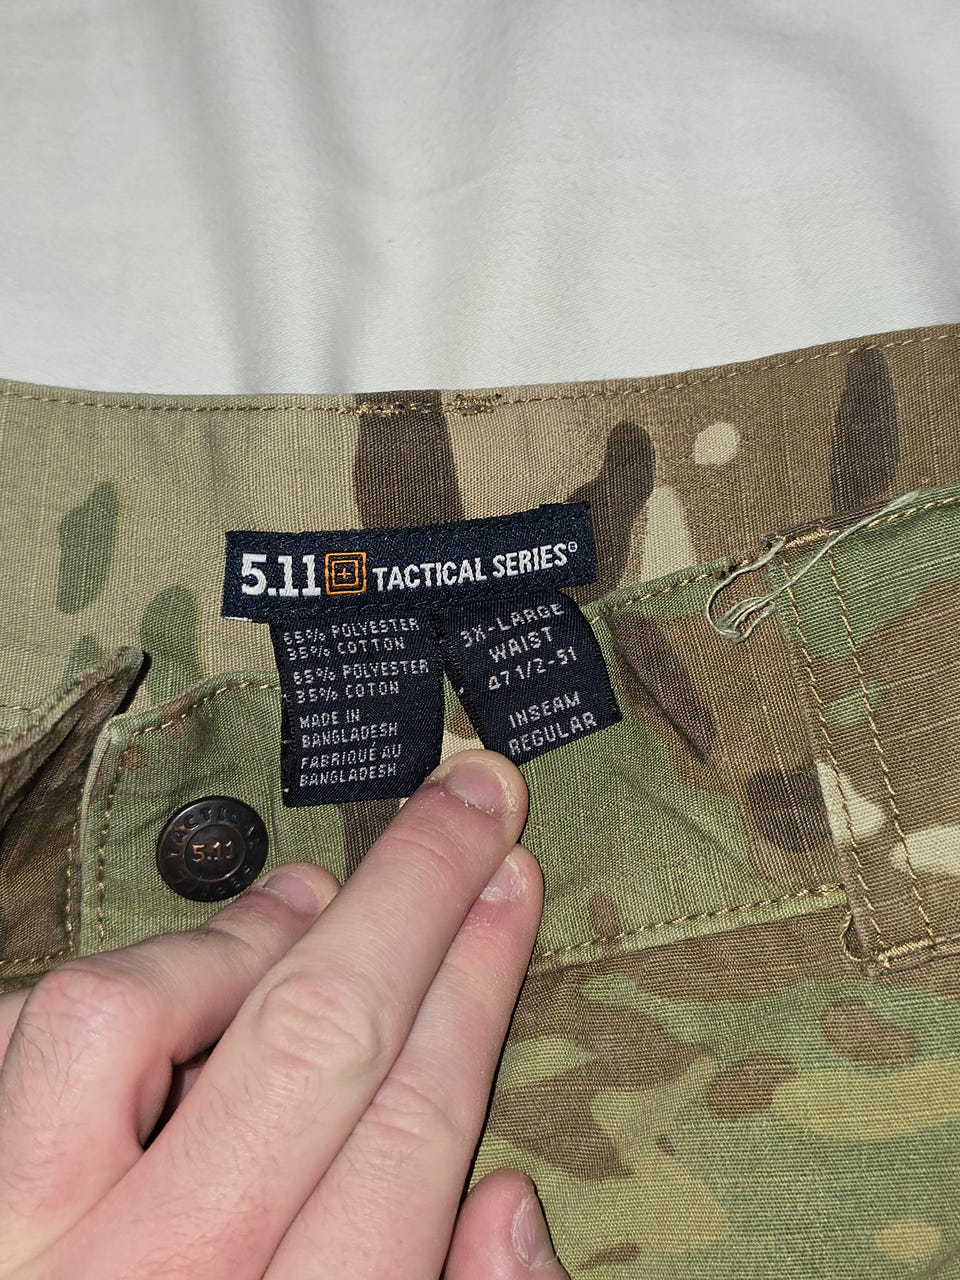 5.11 TACTICAL SERIES®
65% POLYESTER
35% COTTON
65% POLYESTER
35% COTON
MADE IN
BANGLADESH
FABRIQUÉ AU
BANGLADESH
3X-LARGE
WAIST
47 1/2-51
INSEAM
REGULAR
TACTICAL
5.11